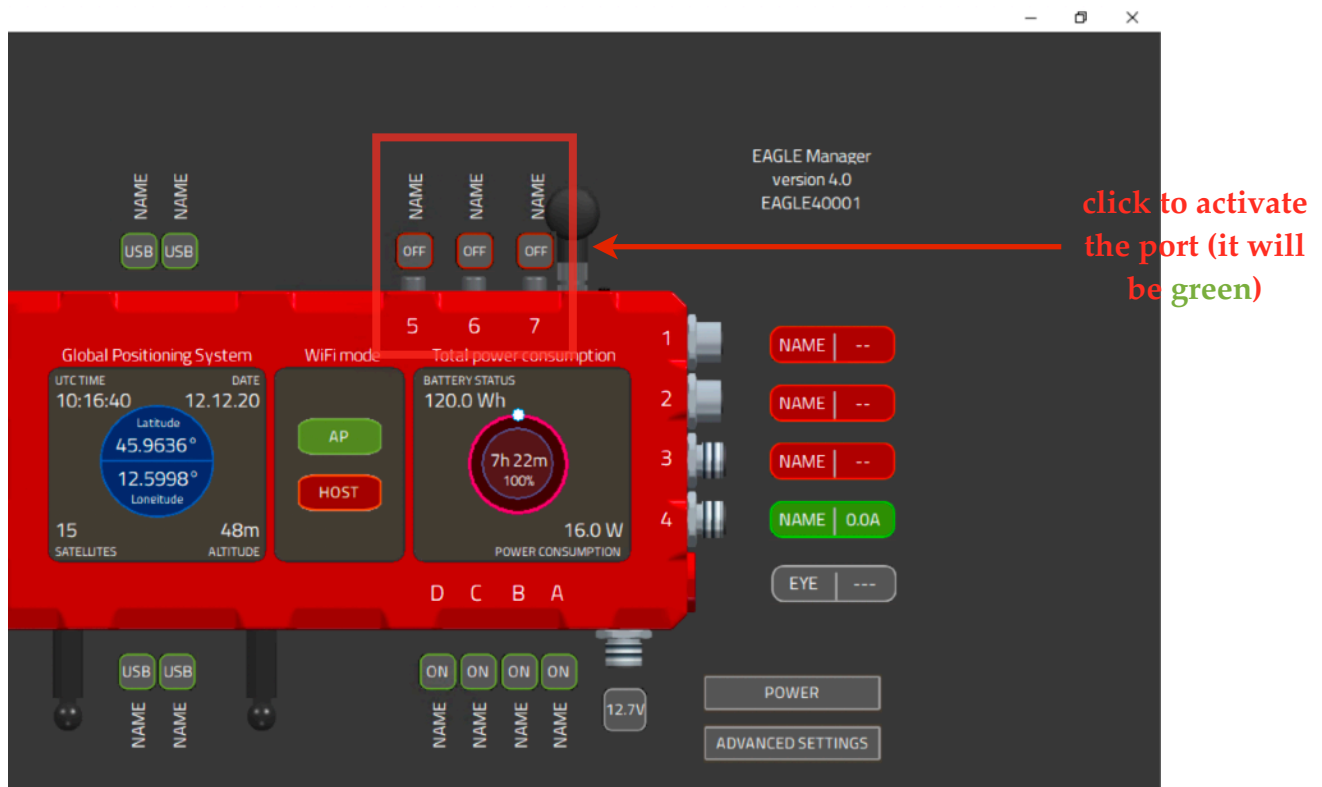 EAGLE Manager
version 4.0
EAGLE40001
click to activate
the port (it will
be green)
NAME NAME
NAME NAME NAME
USB USB
OFF OFF OFF
5 6 7
1
2
3
4
Global Positioning System
UTC TIME DATE
10:16:40 12.12.20
Latitude
45.9636°
12.5998°
Loneitude
15 48m
SATELLITES ALTITUDE
WiFi mode
AP
HOST
Total power consumption
BATTERY STATUS
120.0 Wh
7h 22m
100%
16.0 W
POWER CONSUMPTION
D C B A
NAME --
NAME --
NAME --
NAME 0.0A
EYE ---
USB USB
NAME NAME
ON ON ON ON
NAME NAME NAME NAME
12.7V
POWER
ADVANCED SETTINGS